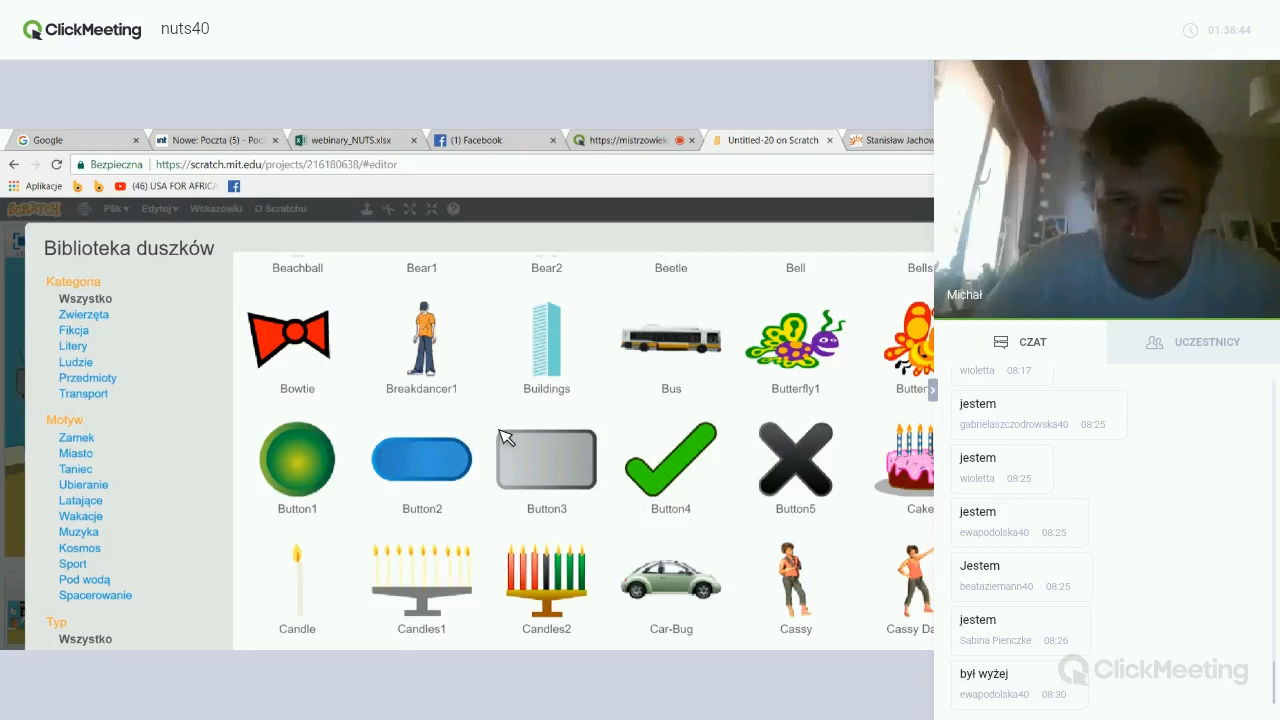 ClickMeeting
nuts40
01:38:44
Google
Nowe: Poczta (5) - Poc
webinary_NUTS.xlsx
(1) Facebook
https://mistrzowiek
Untitled-20 on Scratch
Stanisław Jachow
Bezpieczna
https://scratch.mit.edu/projects/216180638/#editor
Aplikacje
(46) USA FOR AFRICA
SCRATCH
Plik
Edytuj
Wskazówki
O Scratchu
Biblioteka duszków
Kategoria
Wszystko
Zwierzęta
Fikcja
Litery
Ludzie
Przedmioty
Transport
Motyw
Zamek
Miasto
Taniec
Ubieranie
Latające
Wakacje
Muzyka
Kosmos
Sport
Pod wodą
Spacerowanie
Typ
Wszystko
Beachball
Bear1
Bear2
Beetle
Bell
Bells
Bowtie
Breakdancer1
Buildings
Bus
Butterfly1
Butter
Button1
Button2
Button3
Button4
Button5
Cake
Candle
Candles1
Candles2
Car-Bug
Cassy
Cassy Da
Michał
CZAT
UCZESTNICY
wioletta 08:17
jestem
gabrielaszczodrowska40 08:25
jestem
wioletta 08:25
jestem
ewapodolska40 08:25
Jestem
beataziemann40 08:25
jestem
Sabina Pienczke 08:26
był wyżej
ewapodolska40 08:30
ClickMeeting